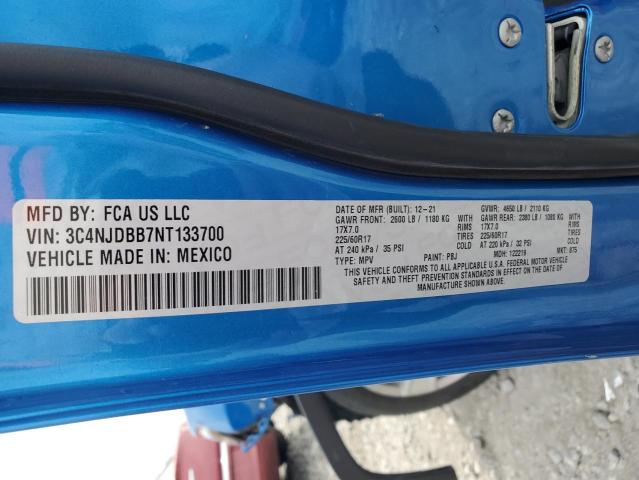 MFD BY: FCA US LLC
VIN: 3C4NJDBB7NT133700
VEHICLE MADE IN: MEXICO
DATE OF MFR (BUILT): 12-21 GVWR: 4650 LB / 2110 KG
GAWR FRONT: 2600 LB / 1180 KG WITH GAWR REAR: 2380 LB / 1080 KG WITH
17X7.0 RIMS 17X7.0 RIMS
225/60R17 TIRES 225/60R17 TIRES
AT 240 kPa / 35 PSI AT 220 kPa / 32 PSI
TYPE: MPV PAINT: PBJ MDH: 122219 MKT: 875
THIS VEHICLE CONFORMS TO ALL APPLICABLE U.S.A. FEDERAL MOTOR VEHICLE
SAFETY AND THEFT PREVENTION STANDARDS IN EFFECT ON THE DATE OF
MANUFACTURE SHOWN ABOVE.